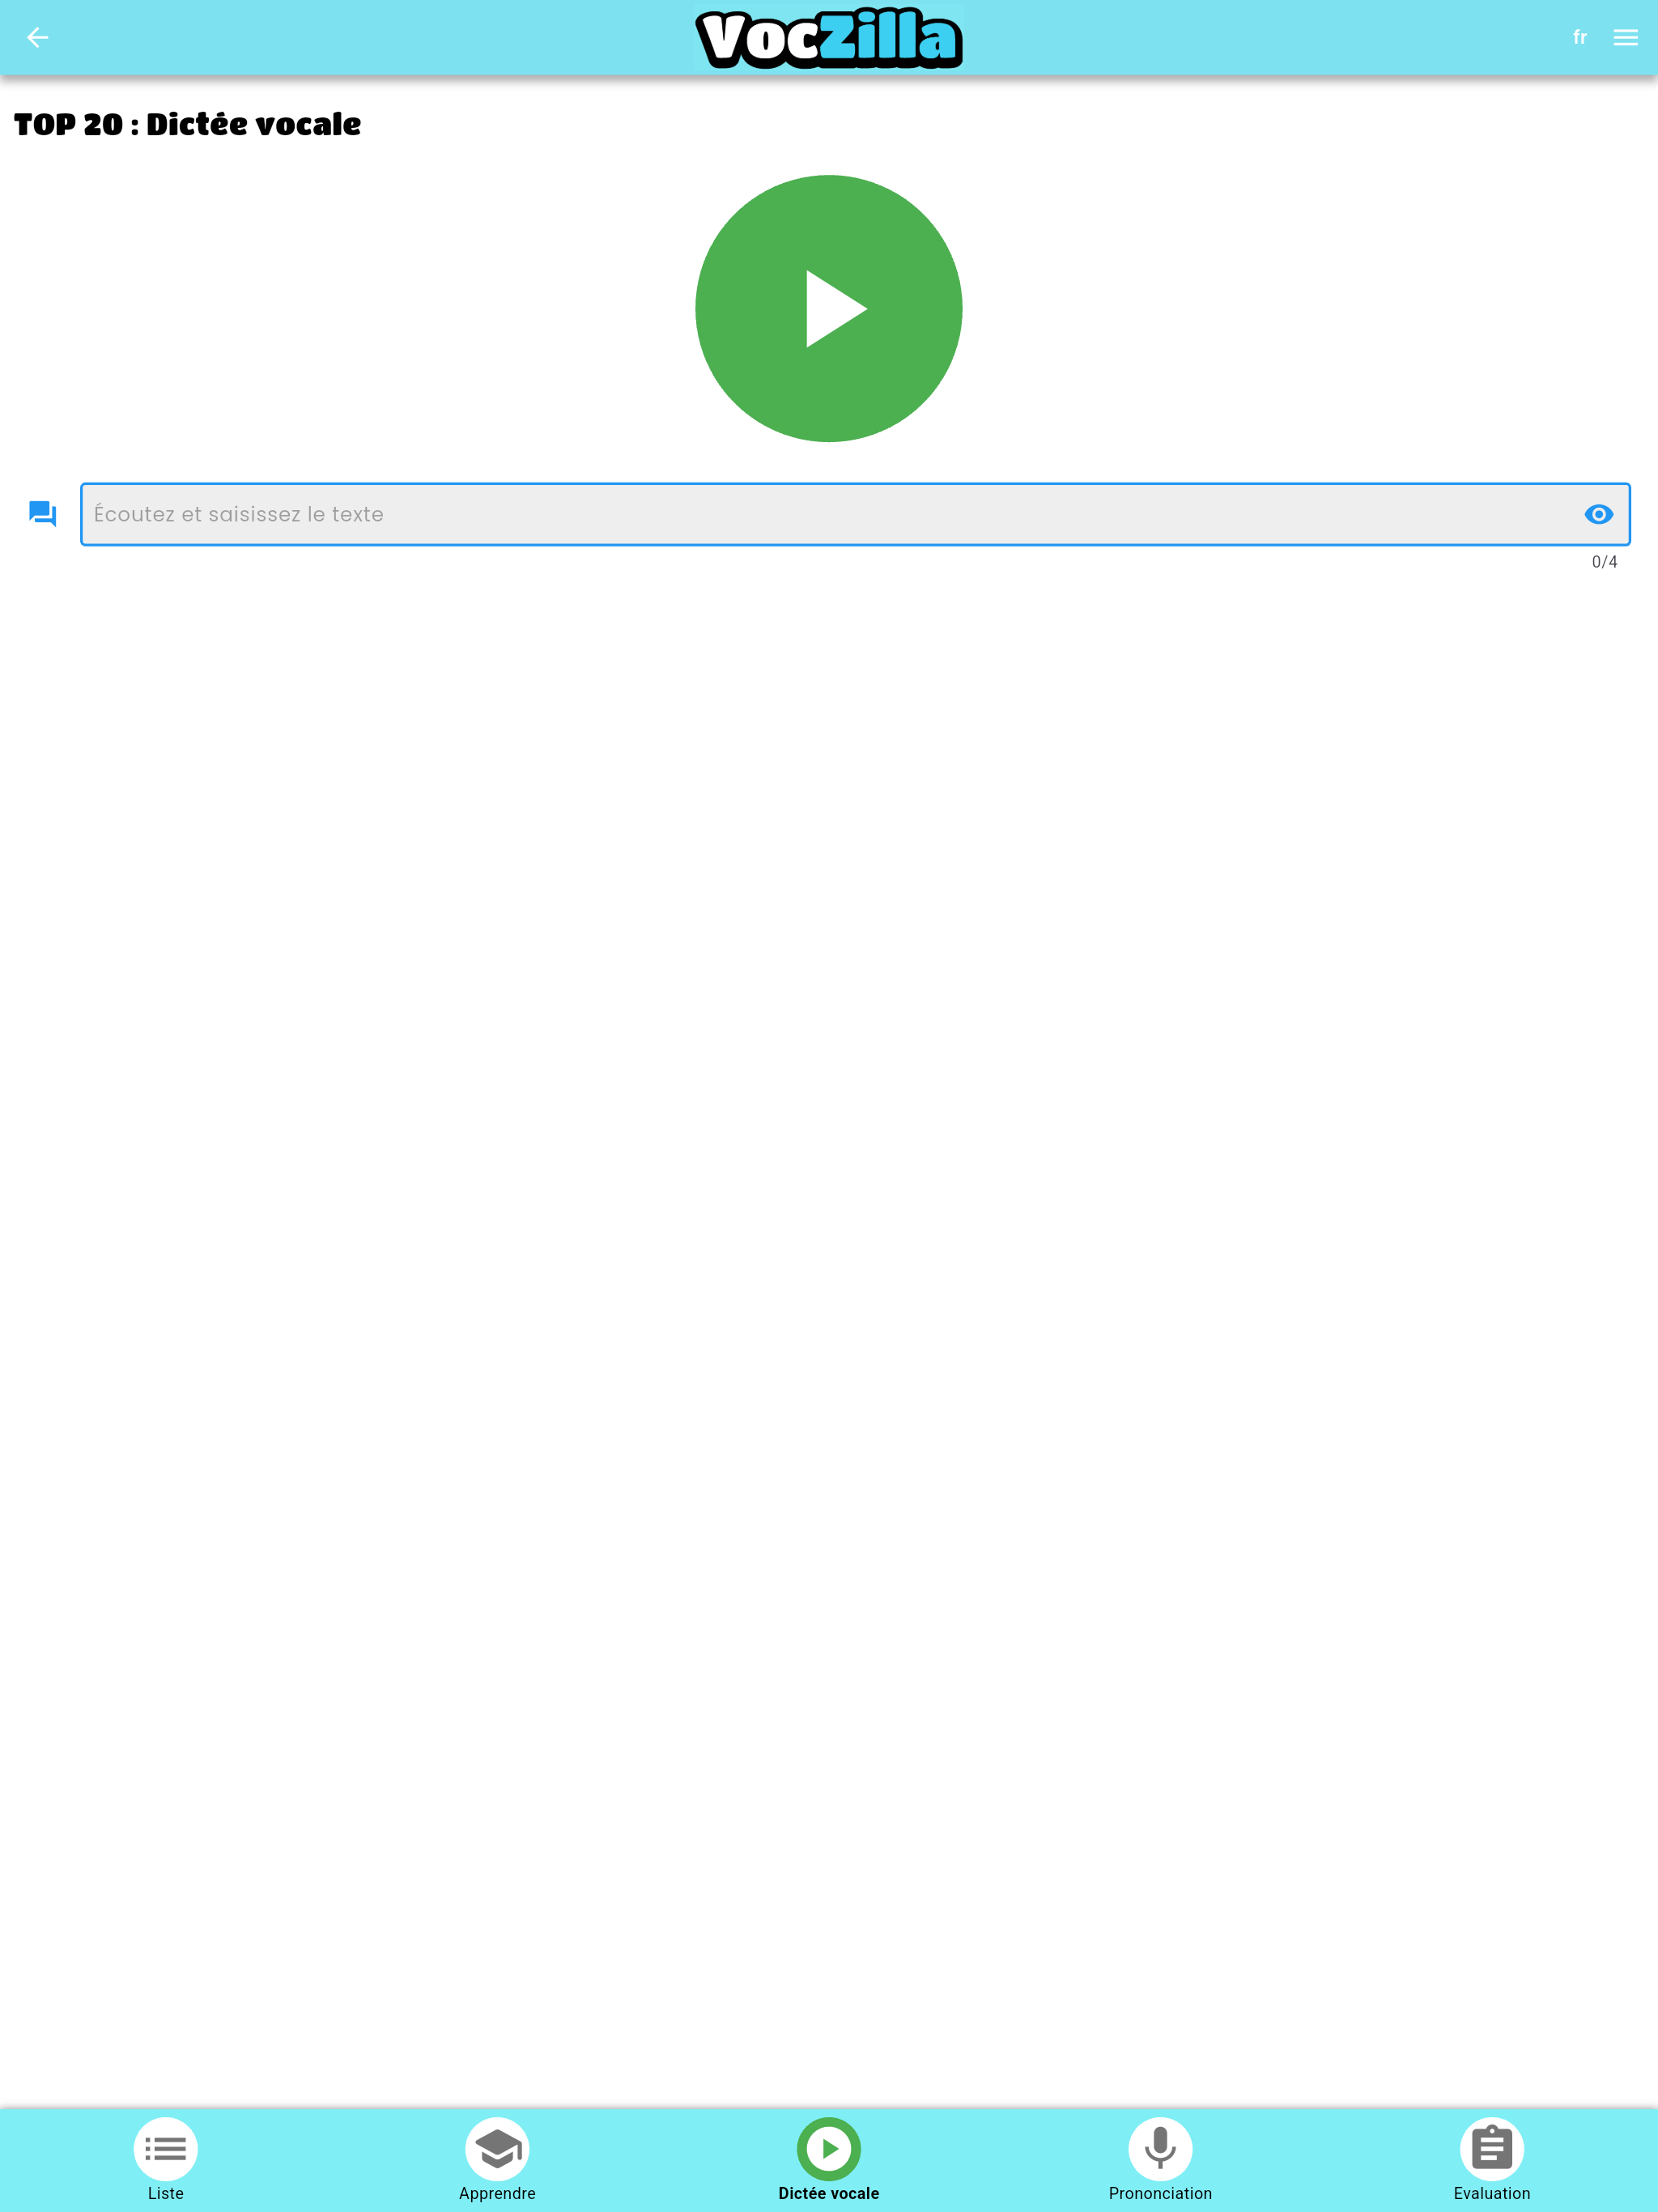 VocZilla
fr
TOP 20 : Dictée vocale
Écoutez et saisissez le texte
0/4
Liste
Apprendre
Dictée vocale
Prononciation
Evaluation